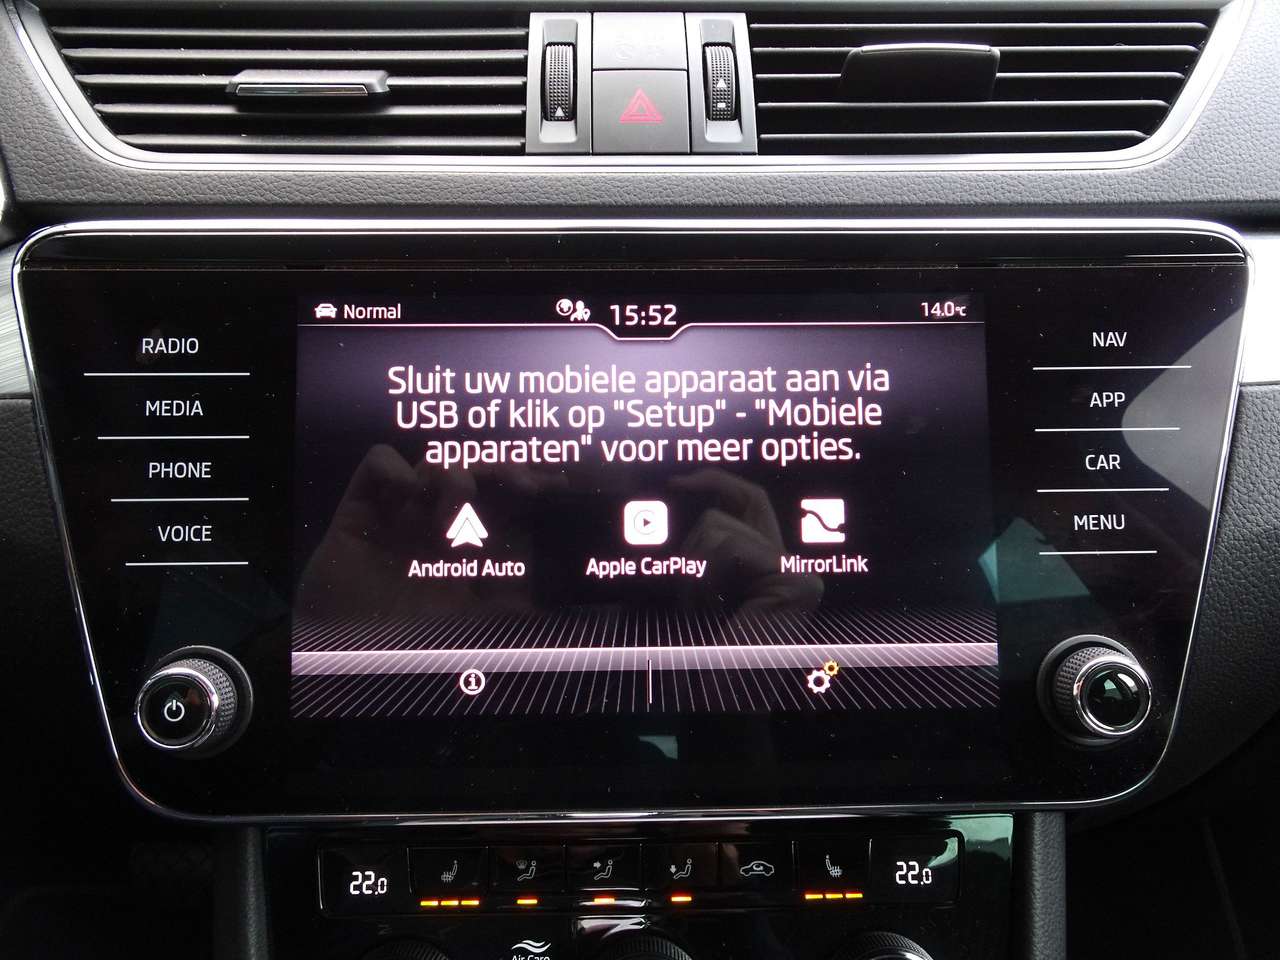 Normal
15:52
14.0°C
RADIO
MEDIA
PHONE
VOICE
Sluit uw mobiele apparaat aan via
USB of klik op "Setup" - "Mobiele
apparaten" voor meer opties.
Android Auto
Apple CarPlay
MirrorLink
NAV
APP
CAR
MENU
22.0
22.0
Air Care